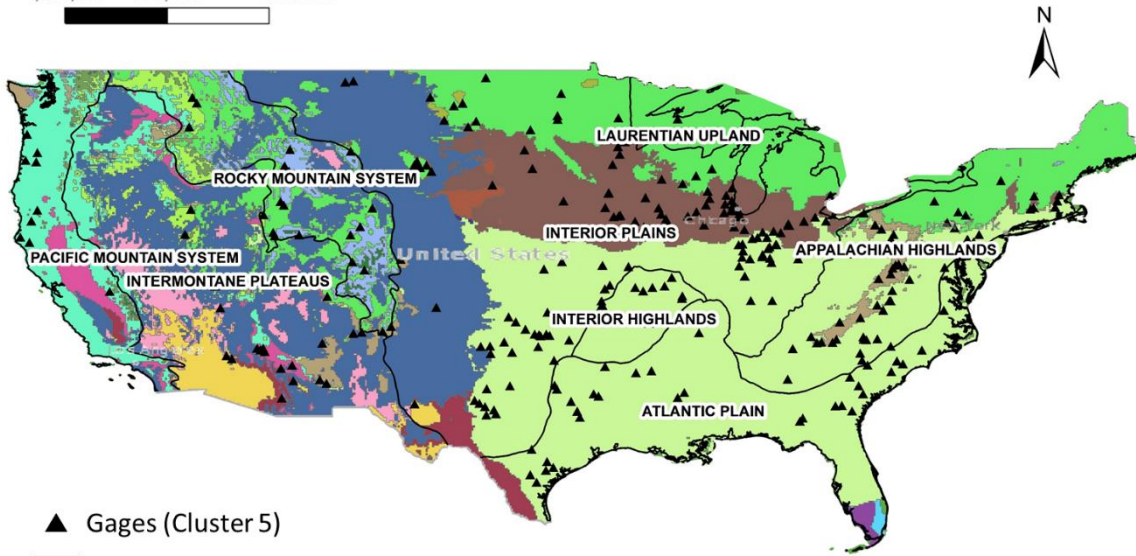 N
LAURENTIAN UPLAND
ROCKY MOUNTAIN SYSTEM
Chicago
INTERIOR PLAINS
APPALACHIAN HIGHLANDS
United States
PACIFIC MOUNTAIN SYSTEM
INTERMONTANE PLATEAUS
INTERIOR HIGHLANDS
ATLANTIC PLAIN
▲ Gages (Cluster 5)